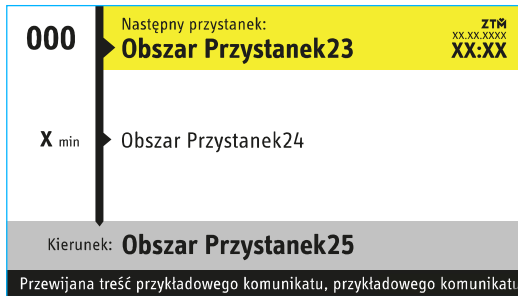 000
Następny przystanek:
Obszar Przystanek23
ZTM
XX.XX.XXXX
XX:XX
X min
Obszar Przystanek24
Kierunek: Obszar Przystanek25
Przewijana treść przykładowego komunikatu, przykładowego komunikatu